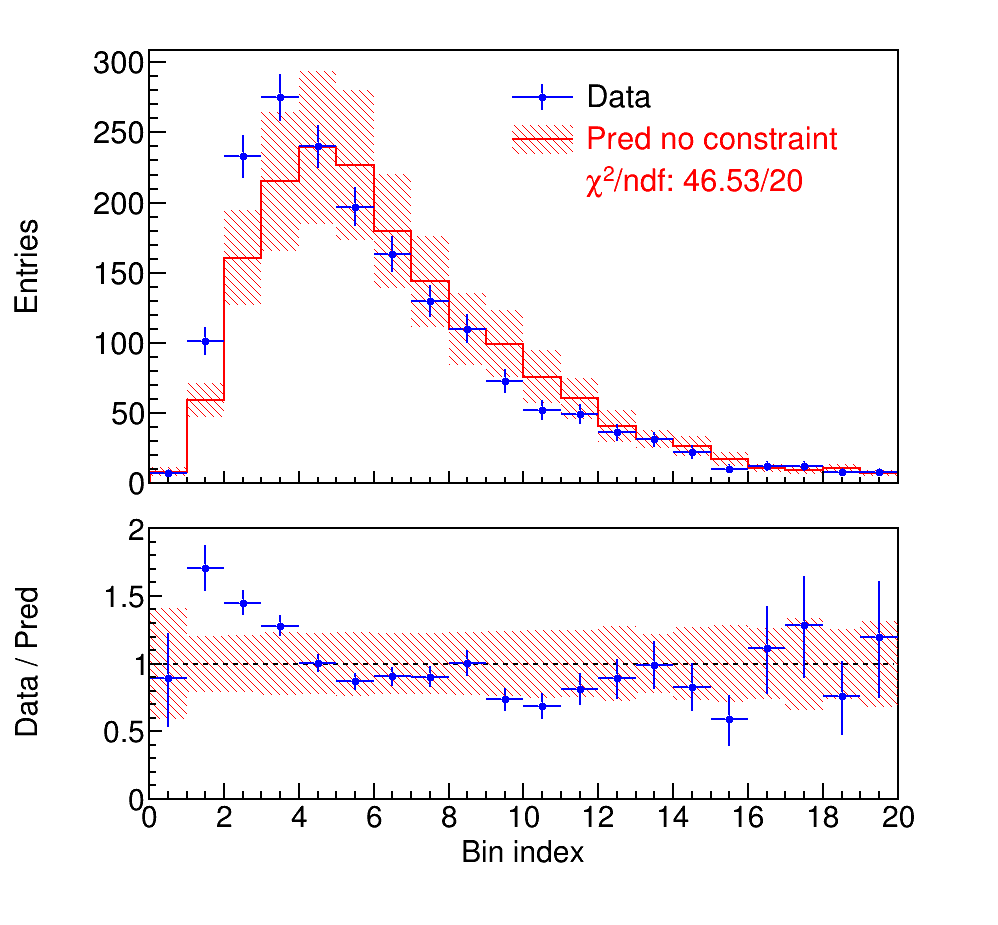 300
250
200
150
100
50
0
Entries
Data
Pred no constraint
χ²/ndf: 46.53/20
2
1.5
1
0.5
0
Data / Pred
0 2 4 6 8 10 12 14 16 18 20
Bin index